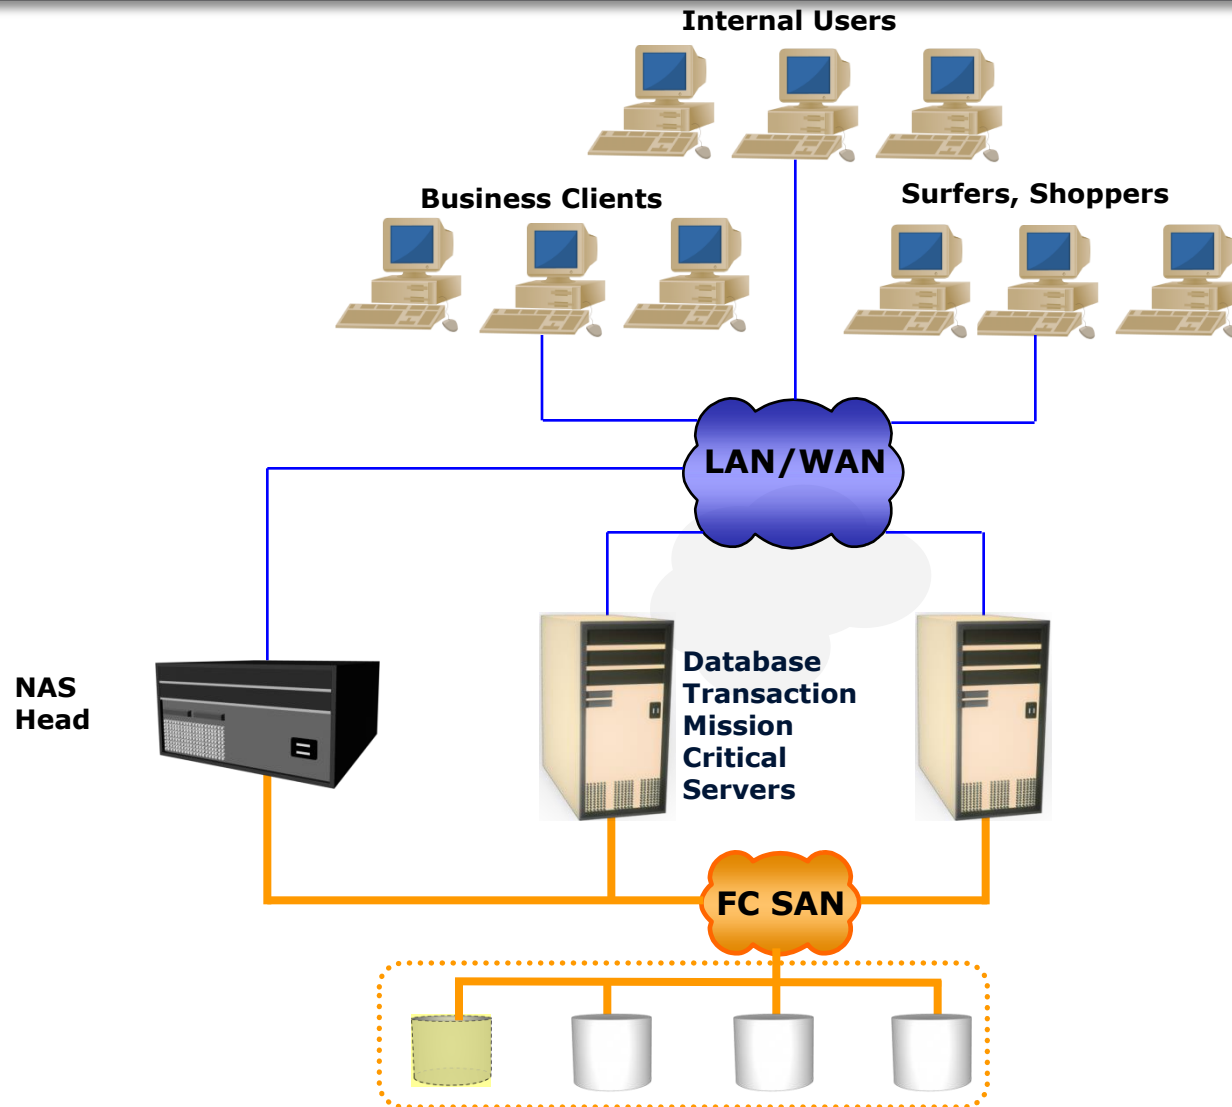 Internal Users
Business Clients
Surfers, Shoppers
LAN/WAN
NAS
Head
Database
Transaction
Mission
Critical
Servers
FC SAN